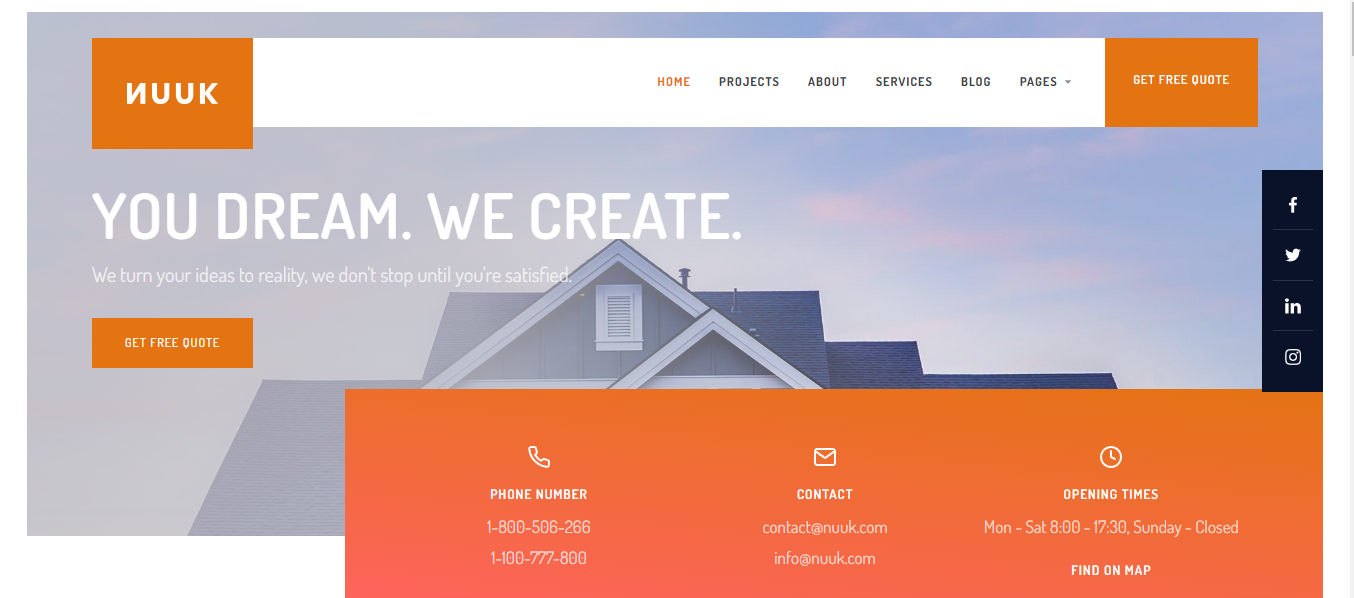 ИUUK
HOME PROJECTS ABOUT SERVICES BLOG PAGES
GET FREE QUOTE
YOU DREAM. WE CREATE.
We turn your ideas to reality, we don't stop until you're satisfied.
GET FREE QUOTE
PHONE NUMBER
1-800-506-266
1-100-777-800
CONTACT
contact@nuuk.com
info@nuuk.com
OPENING TIMES
Mon - Sat 8:00 - 17:30, Sunday - Closed
FIND ON MAP